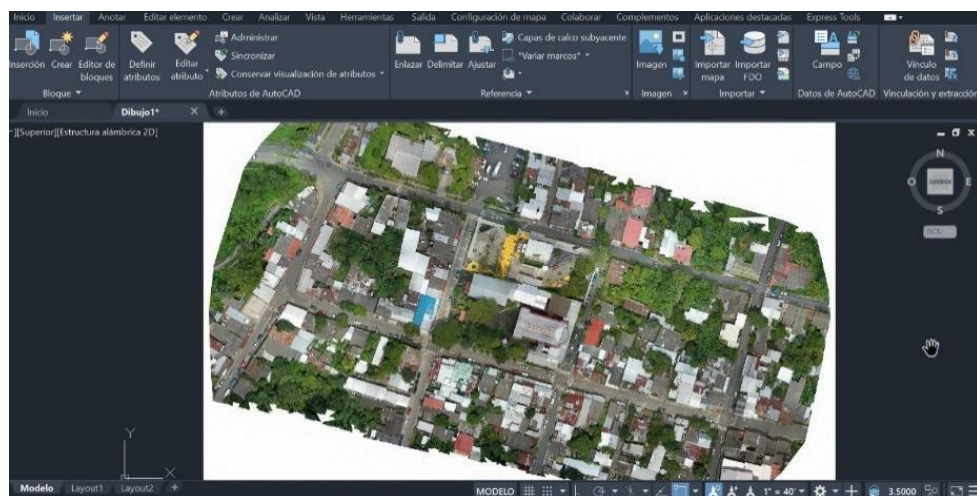 Inicio Insertar Anotar Editar elemento Crear Analizar Vista Herramientas Salida Configuración de mapa Colaborar Complementos Aplicaciones destacadas Express Tools
Administrar
Sincronizar
Conservar visualización de atributos
Inserción Crear Editor de bloques
Definir atributos
Editar atributo
Enlazar Delimitar Ajustar
Capas de calco subyacente
*Variar marcos*
Imagen
Importar mapa
Importar FDO
Campo
Vínculo de datos
Bloque Atributos de AutoCAD Referencia Imagen Importar Datos de AutoCAD Vinculación y extracción
Inicio Dibujo1* X +
-][Superior][Estructura alámbrica 2D]
N
O SUPERIOR E
S
SCU
Y
X
Modelo Layout1 Layout2 +
MODELO 1" = 40' 3.5000